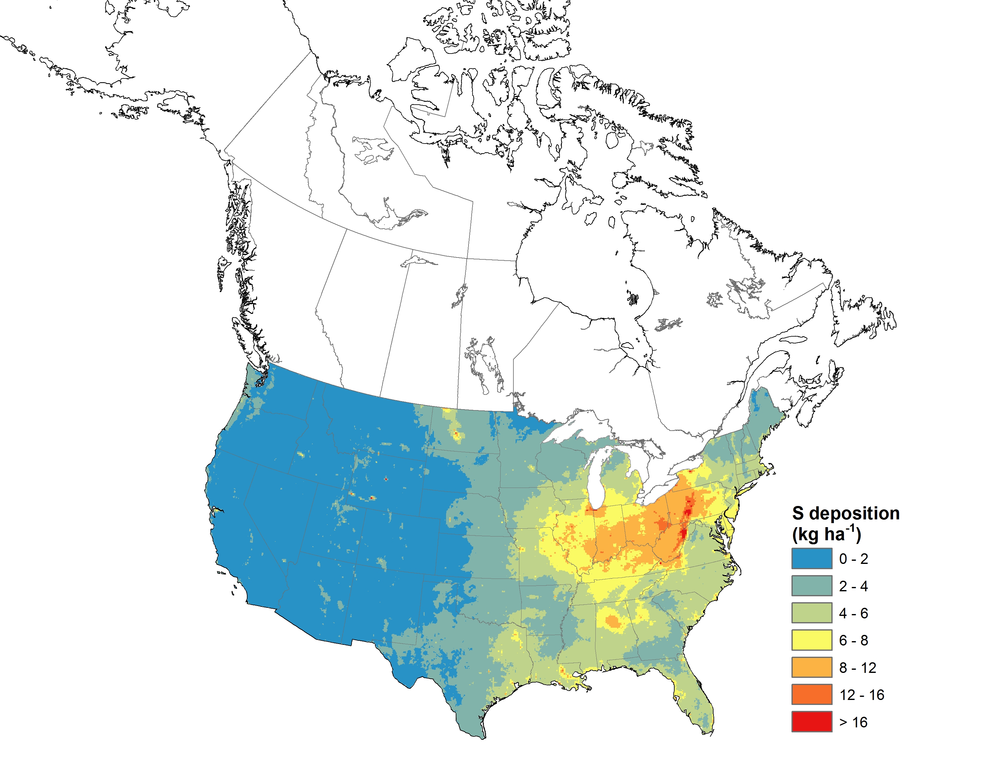 S deposition
(kg ha⁻¹)
0 - 2
2 - 4
4 - 6
6 - 8
8 - 12
12 - 16
> 16